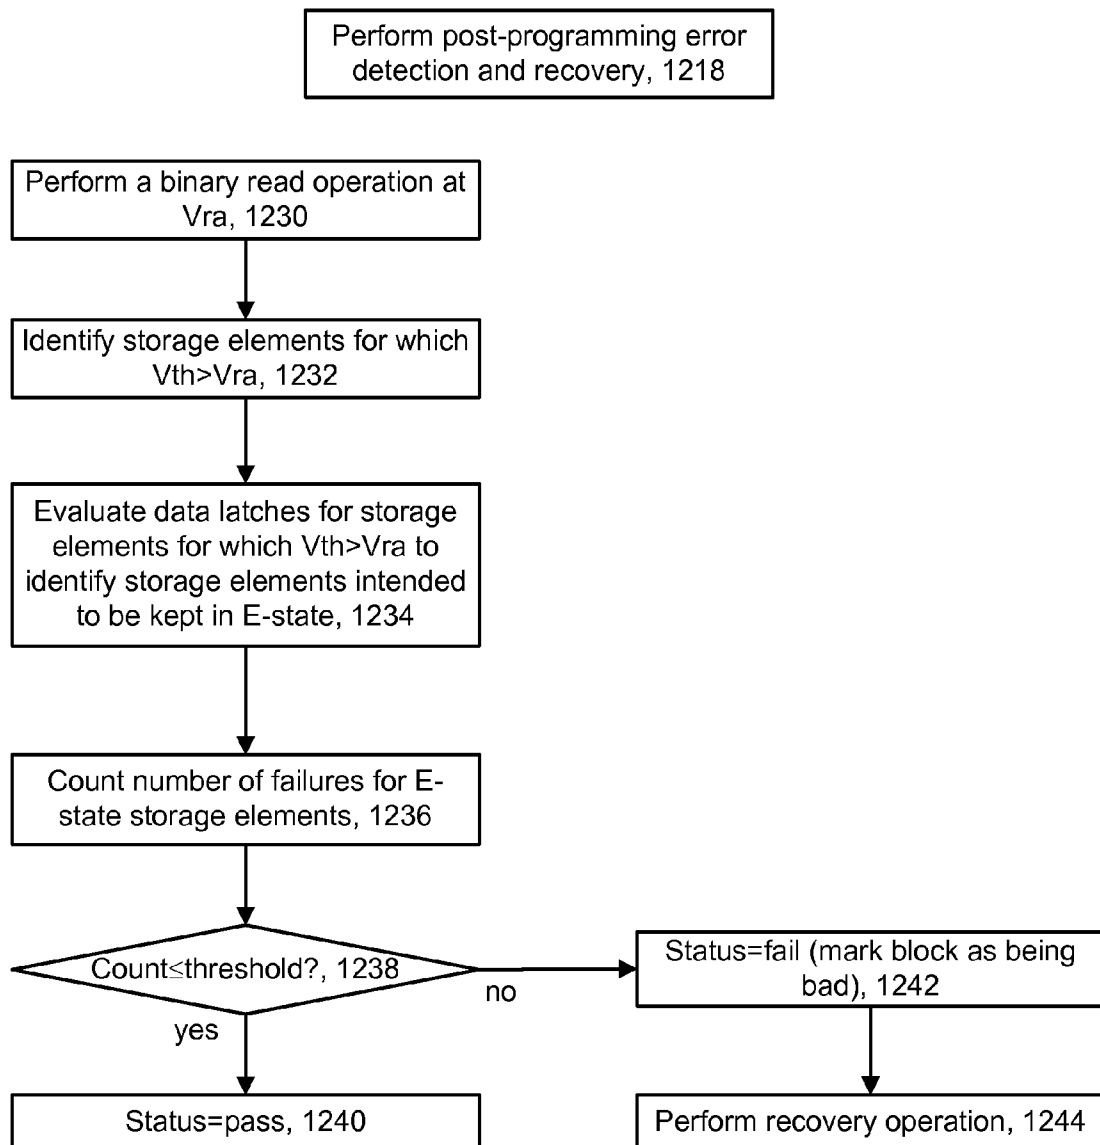 Perform post-programming error
detection and recovery, 1218
Perform a binary read operation at
Vra, 1230
Identify storage elements for which
Vth>Vra, 1232
Evaluate data latches for storage
elements for which Vth>Vra to
identify storage elements intended
to be kept in E-state, 1234
Count number of failures for E-
state storage elements, 1236
Count≤threshold?, 1238
no
yes
Status=fail (mark block as being
bad), 1242
Status=pass, 1240
Perform recovery operation, 1244